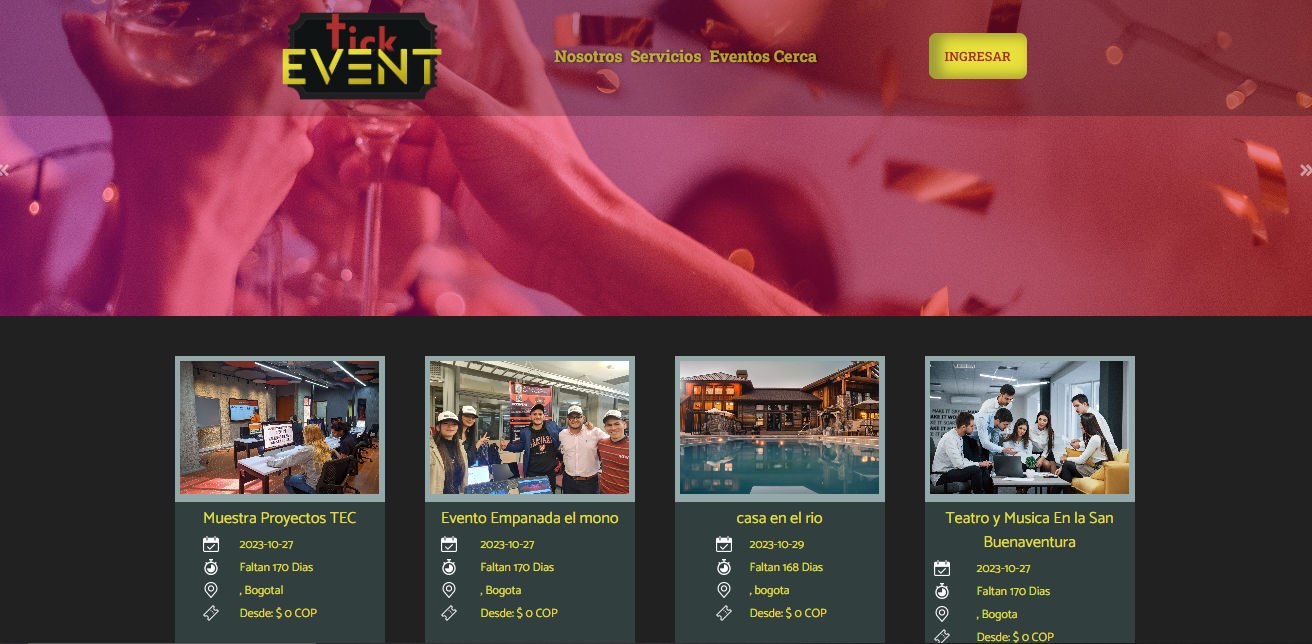 tick
EVENT
Nosotros Servicios Eventos Cerca
INGRESAR
«
»
Muestra Proyectos TEC
2023-10-27
Faltan 170 Dias
, Bogotal
Desde: $ 0 COP
Evento Empanada el mono
2023-10-27
Faltan 170 Dias
, Bogota
Desde: $ 0 COP
casa en el rio
2023-10-29
Faltan 168 Dias
, bogota
Desde: $ 0 COP
MAKE IT
Teatro y Musica En la San
Buenaventura
2023-10-27
Faltan 170 Dias
, Bogota
Desde: $ 0 COP